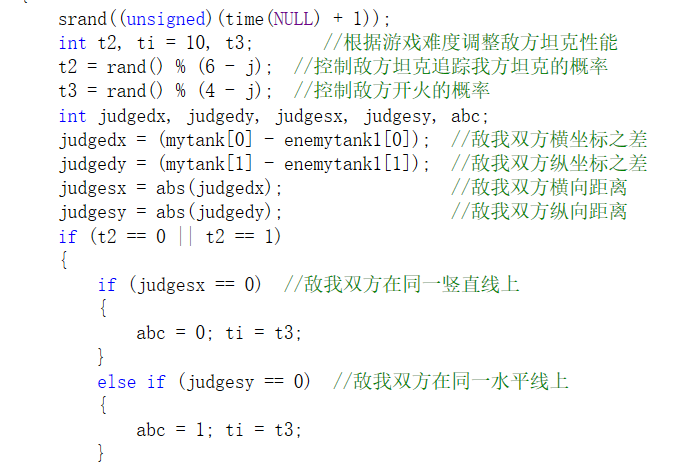 {
srand((unsigned)(time(NULL) + 1));
int t2, ti = 10, t3; //根据游戏难度调整敌方坦克性能
t2 = rand() % (6 - j); //控制敌方坦克追踪我方坦克的概率
t3 = rand() % (4 - j); //控制敌方开火的概率
int judgedx, judgedy, judgesx, judgesy, abc;
judgedx = (mytank[0] - enemytank1[0]); //敌我双方横坐标之差
judgedy = (mytank[1] - enemytank1[1]); //敌我双方纵坐标之差
judgesx = abs(judgedx); //敌我双方横向距离
judgesy = abs(judgedy); //敌我双方纵向距离
if (t2 == 0 || t2 == 1)
{
if (judgesx == 0) //敌我双方在同一竖直线上
{
abc = 0; ti = t3;
}
else if (judgesy == 0) //敌我双方在同一水平线上
{
abc = 1; ti = t3;
}